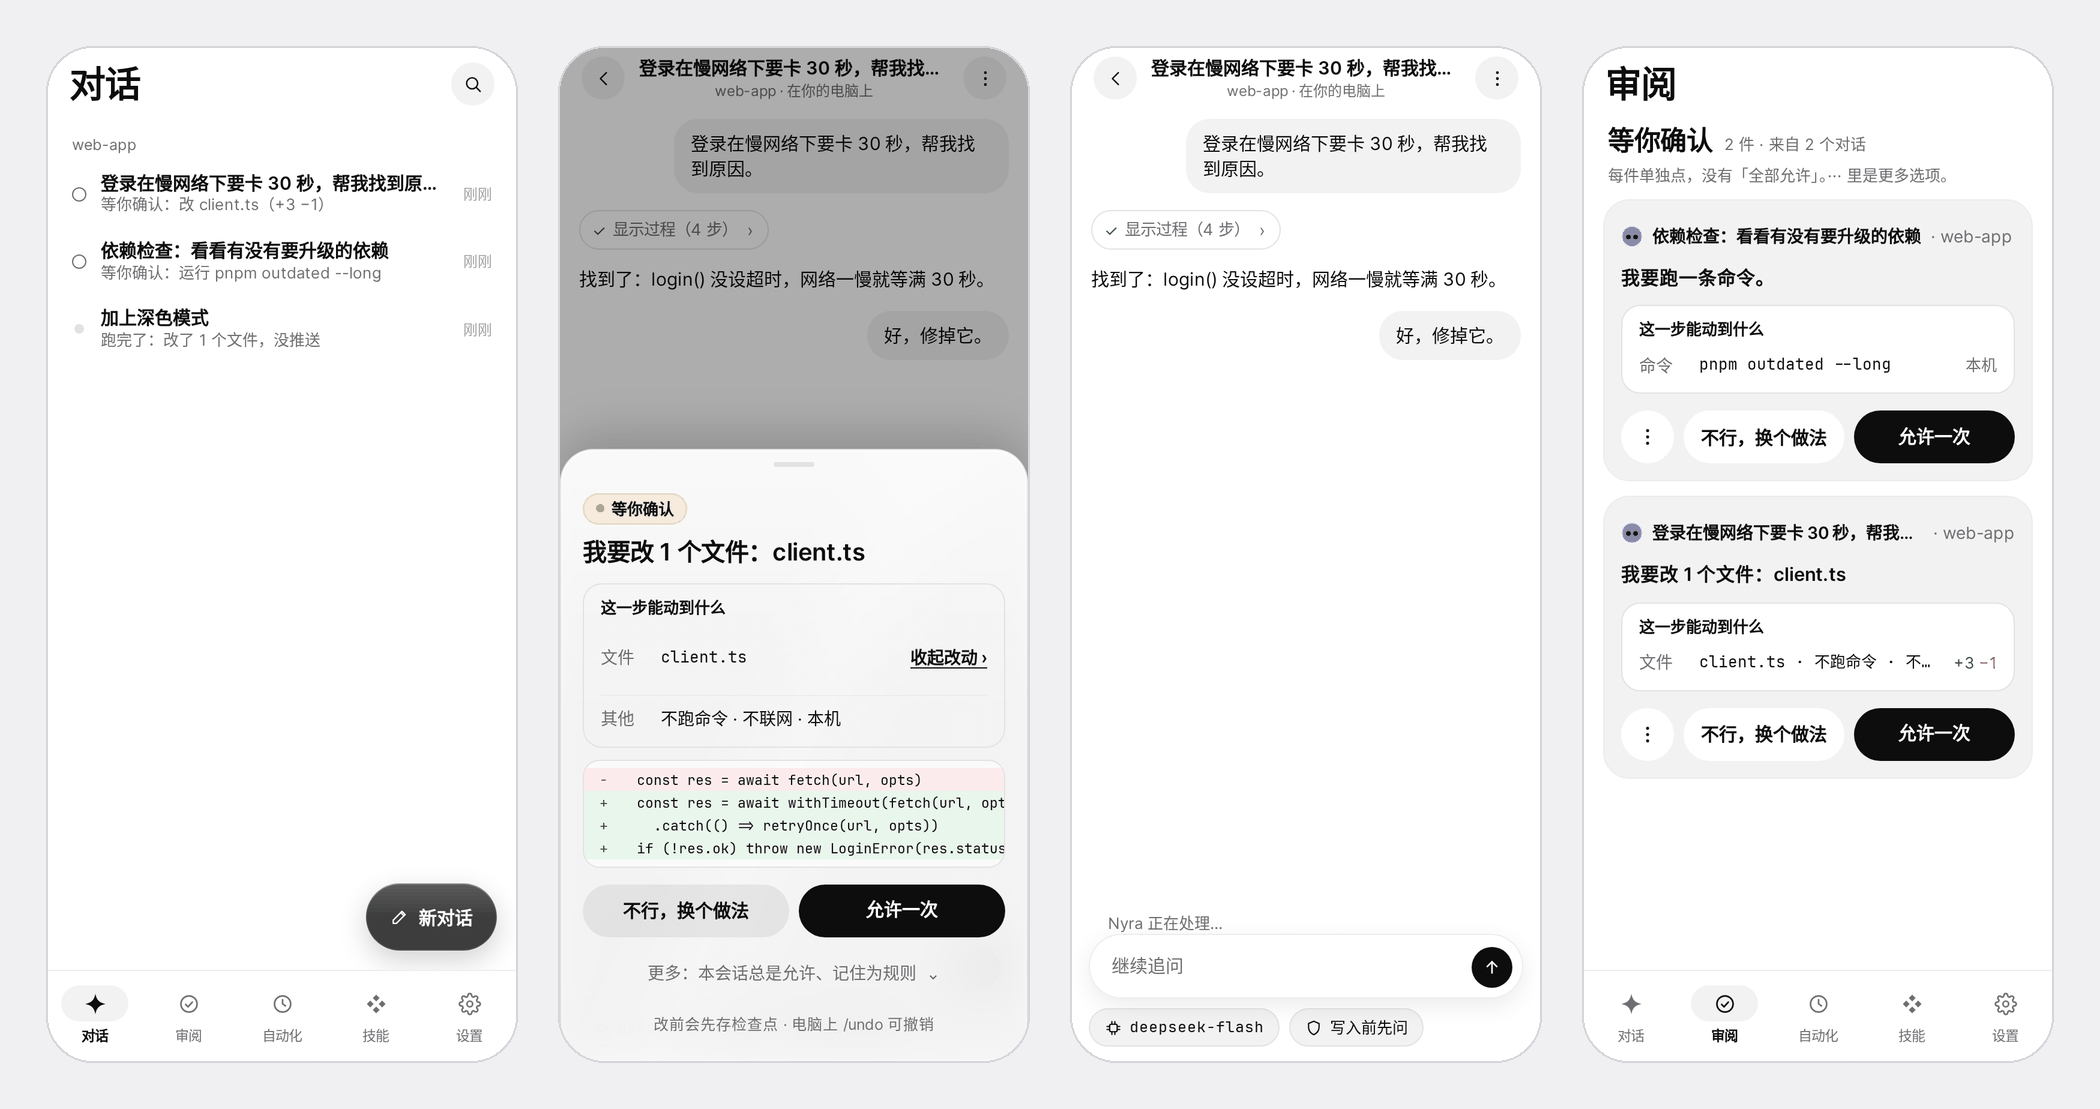 对话
web-app
登录在慢网络下要卡 30 秒，帮我找到原...
刚刚
等你确认：改 client.ts（+3 −1）
依赖检查：看看有没有要升级的依赖
刚刚
等你确认：运行 pnpm outdated --long
加上深色模式
刚刚
跑完了：改了 1 个文件，没推送
新对话
对话
审阅
自动化
技能
设置
登录在慢网络下要卡 30 秒，帮我找...
web-app · 在你的电脑上
登录在慢网络下要卡 30 秒，帮我找
到原因。
显示过程（4 步） ›
找到了：login() 没设超时，网络一慢就等满 30 秒。
好，修掉它。
等你确认
我要改 1 个文件：client.ts
这一步能动到什么
文件 client.ts 收起改动 ›
其他 不跑命令 · 不联网 · 本机
- const res = await fetch(url, opts)
+ const res = await withTimeout(fetch(url, opt
+ .catch(() => retryOnce(url, opts))
+ if (!res.ok) throw new LoginError(res.status
不行，换个做法
允许一次
更多：本会话总是允许、记住为规则
改前会先存检查点 · 电脑上 /undo 可撤销
登录在慢网络下要卡 30 秒，帮我找...
web-app · 在你的电脑上
登录在慢网络下要卡 30 秒，帮我找
到原因。
显示过程（4 步） ›
找到了：login() 没设超时，网络一慢就等满 30 秒。
好，修掉它。
Nyra 正在处理...
继续追问
deepseek-flash
写入前先问
审阅
等你确认 2 件 · 来自 2 个对话
每件单独点，没有「全部允许」。··· 里是更多选项。
依赖检查：看看有没有要升级的依赖 · web-app
我要跑一条命令。
这一步能动到什么
命令 pnpm outdated --long 本机
不行，换个做法
允许一次
登录在慢网络下要卡 30 秒，帮我... · web-app
我要改 1 个文件：client.ts
这一步能动到什么
文件 client.ts · 不跑命令 · 不… +3 −1
不行，换个做法
允许一次
对话
审阅
自动化
技能
设置